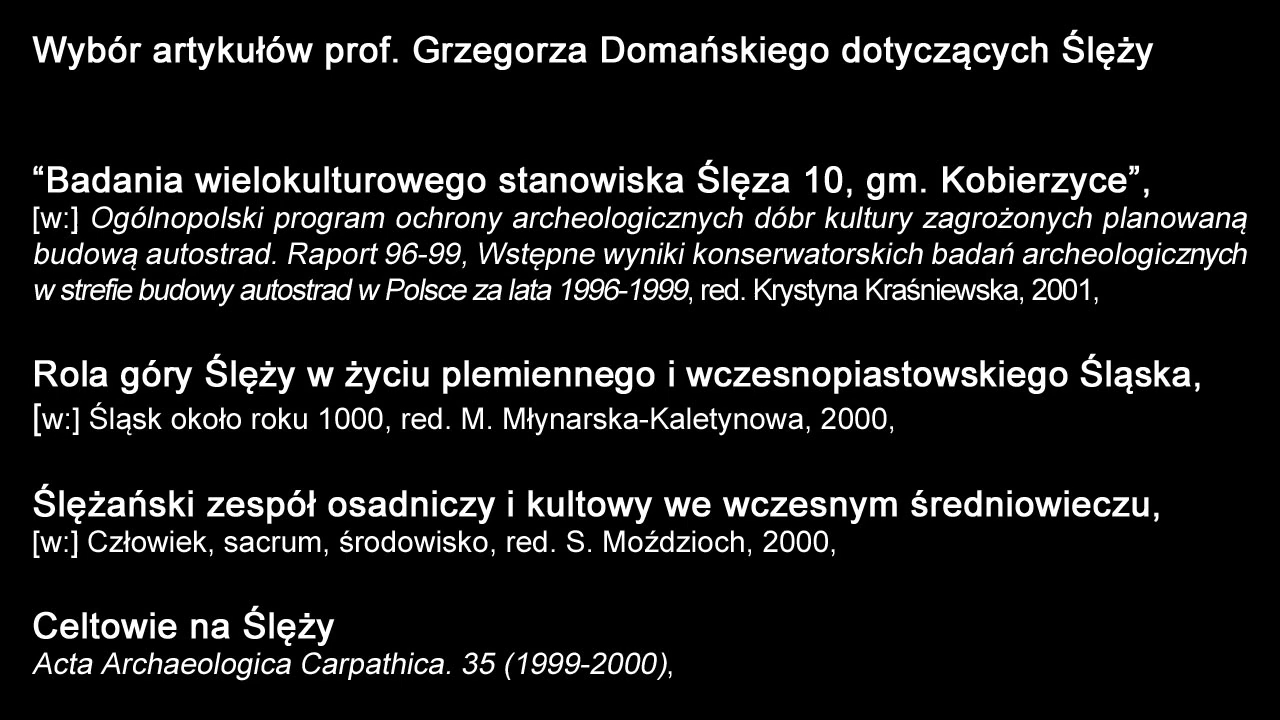 Wybór artykułów prof. Grzegorza Domańskiego dotyczących Ślęży
“Badania wielokulturowego stanowiska Ślęza 10, gm. Kobierzyce”,
[w:] Ogólnopolski program ochrony archeologicznych dóbr kultury zagrożonych planowaną
budową autostrad. Raport 96-99, Wstępne wyniki konserwatorskich badań archeologicznych
w strefie budowy autostrad w Polsce za lata 1996-1999, red. Krystyna Kraśniewska, 2001,
Rola góry Ślęży w życiu plemiennego i wczesnopiastowskiego Śląska,
[w:] Śląsk około roku 1000, red. M. Młynarska-Kaletynowa, 2000,
Ślężański zespół osadniczy i kultowy we wczesnym średniowieczu,
[w:] Człowiek, sacrum, środowisko, red. S. Moździoch, 2000,
Celtowie na Ślęży
Acta Archaeologica Carpathica. 35 (1999-2000),